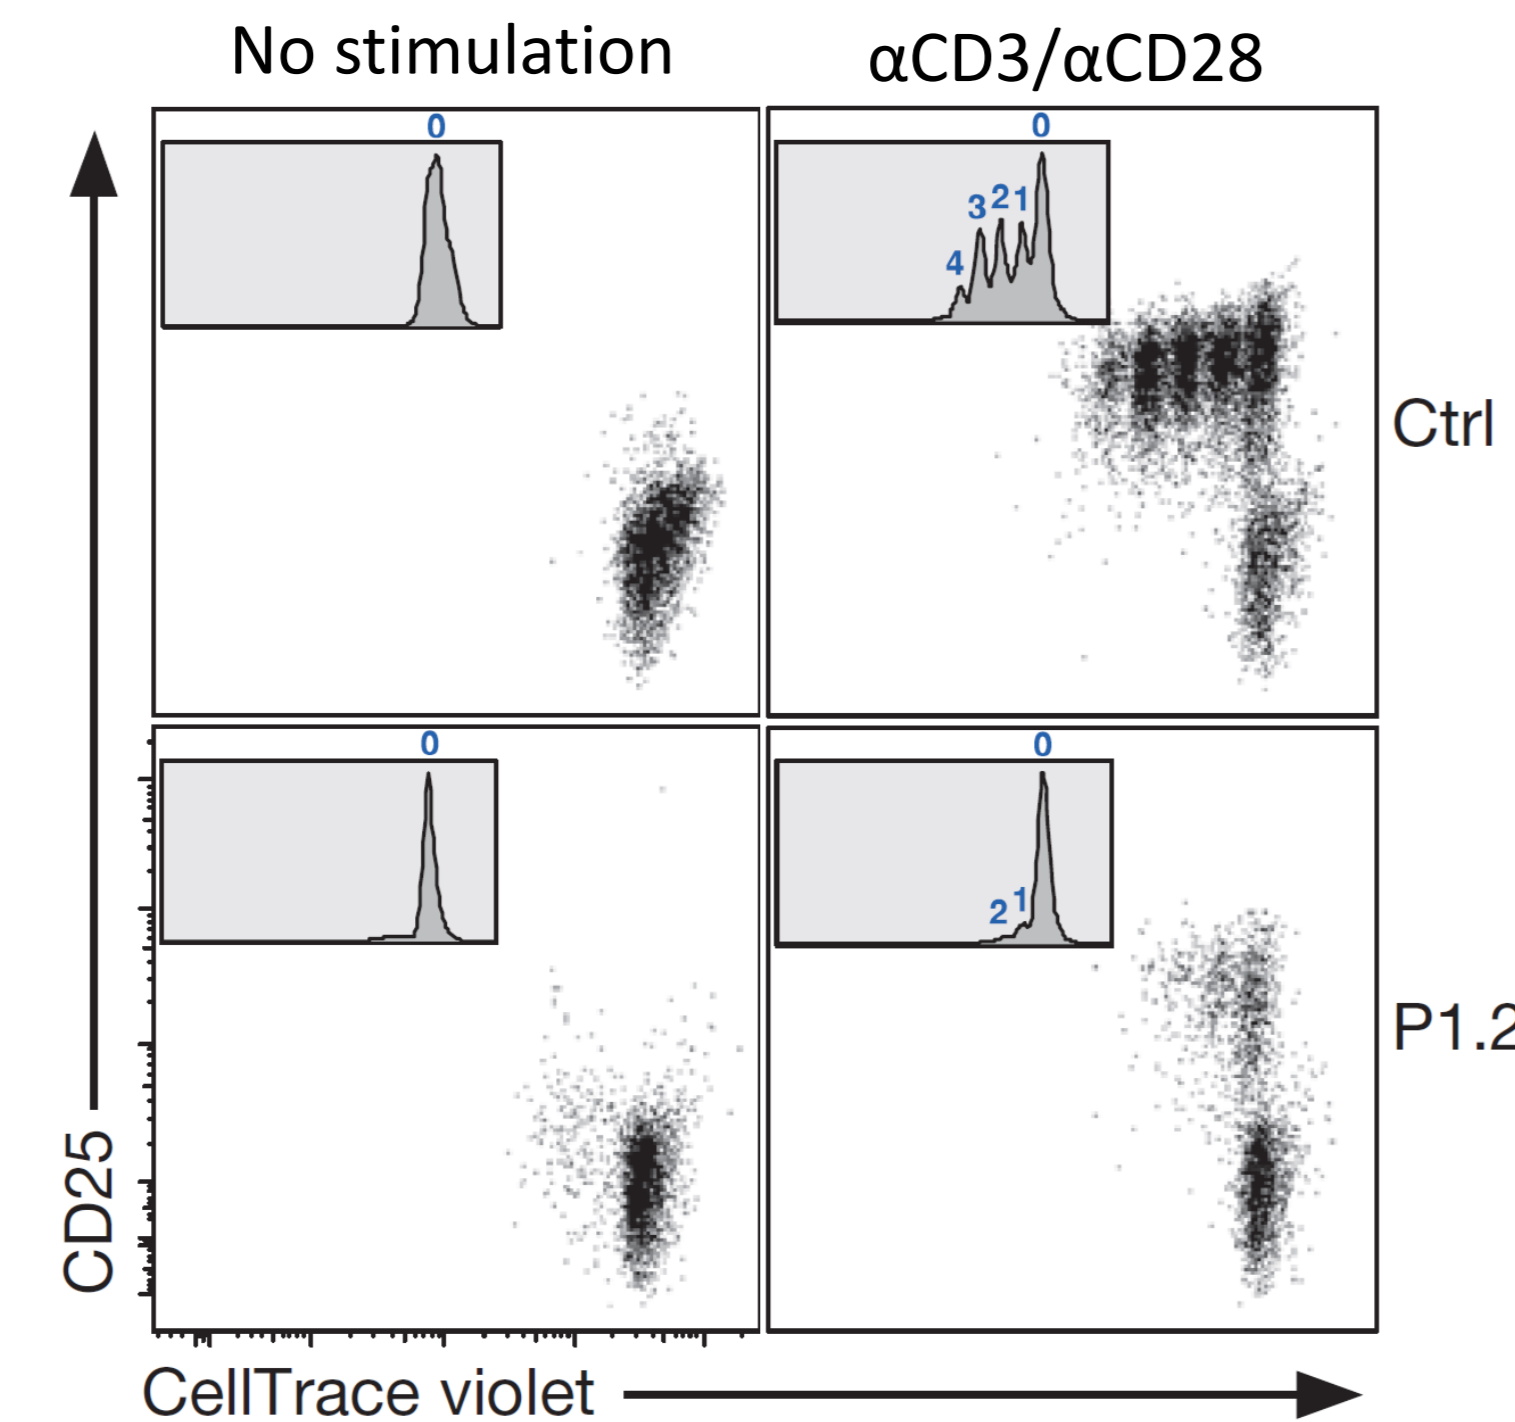 No stimulation
αCD3/αCD28
0
0
3 2 1
4
Ctrl
0
0
2 1
P1.2
CD25
CellTrace violet